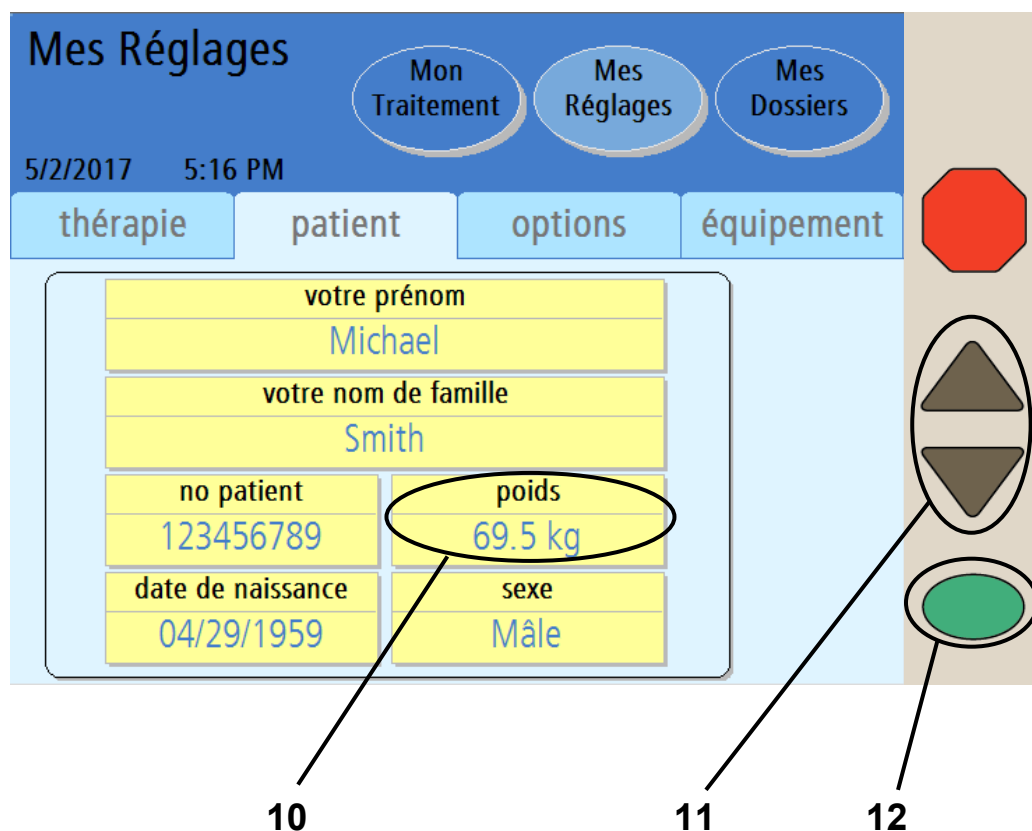 Mes Réglages
Mon
Traitement
Mes
Réglages
Mes
Dossiers
5/2/2017 5:16 PM
thérapie patient options équipement
votre prénom
Michael
votre nom de famille
Smith
no patient poids
123456789 69.5 kg
date de naissance sexe
04/29/1959 Mâle
10 11 12